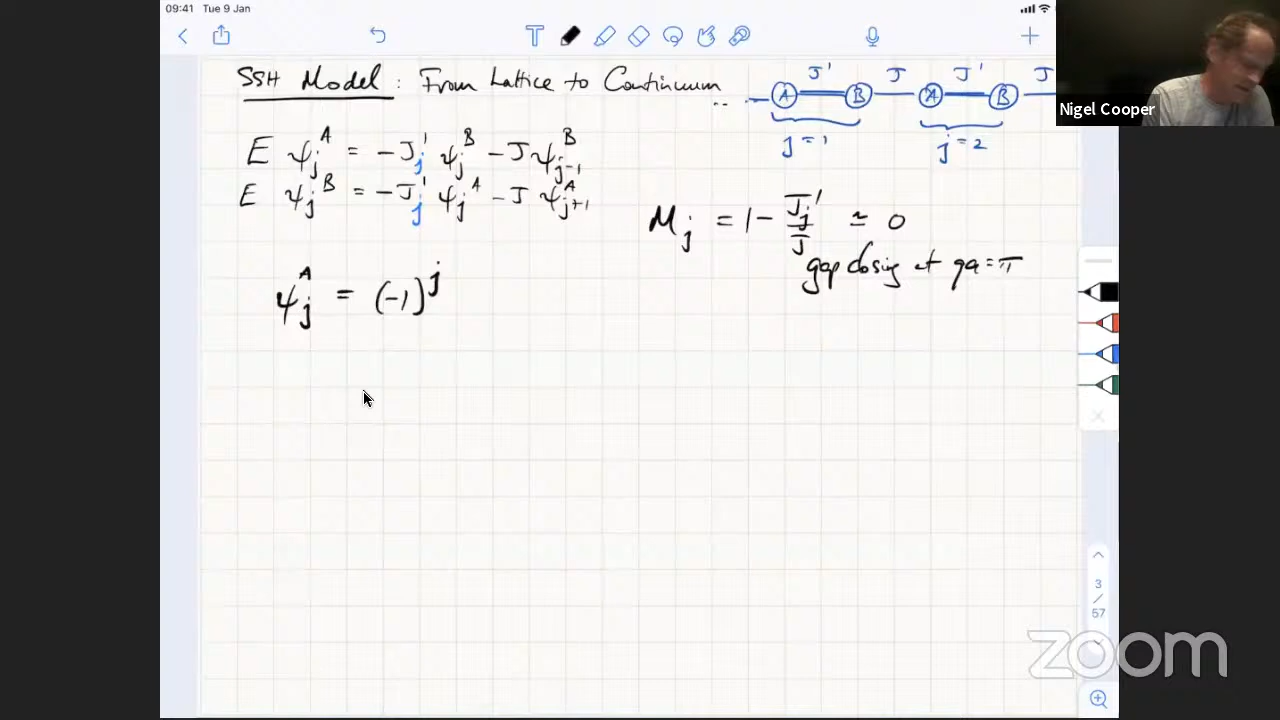 09:41 Tue 9 Jan
SSH Model : From Lattice to Continuum
.. J' J J' J
A B A B
j=1 j=2
E ψ_j^A = -J_j' ψ_j^B - J ψ_{j-1}^B
E ψ_j^B = -J_j' ψ_j^A - J ψ_{j+1}^A
M_j = 1 - J_j'/J ≃ 0
gap closing at qa=π
ψ_j^A = (-1)^j
Nigel Cooper
3
/
57
zoom